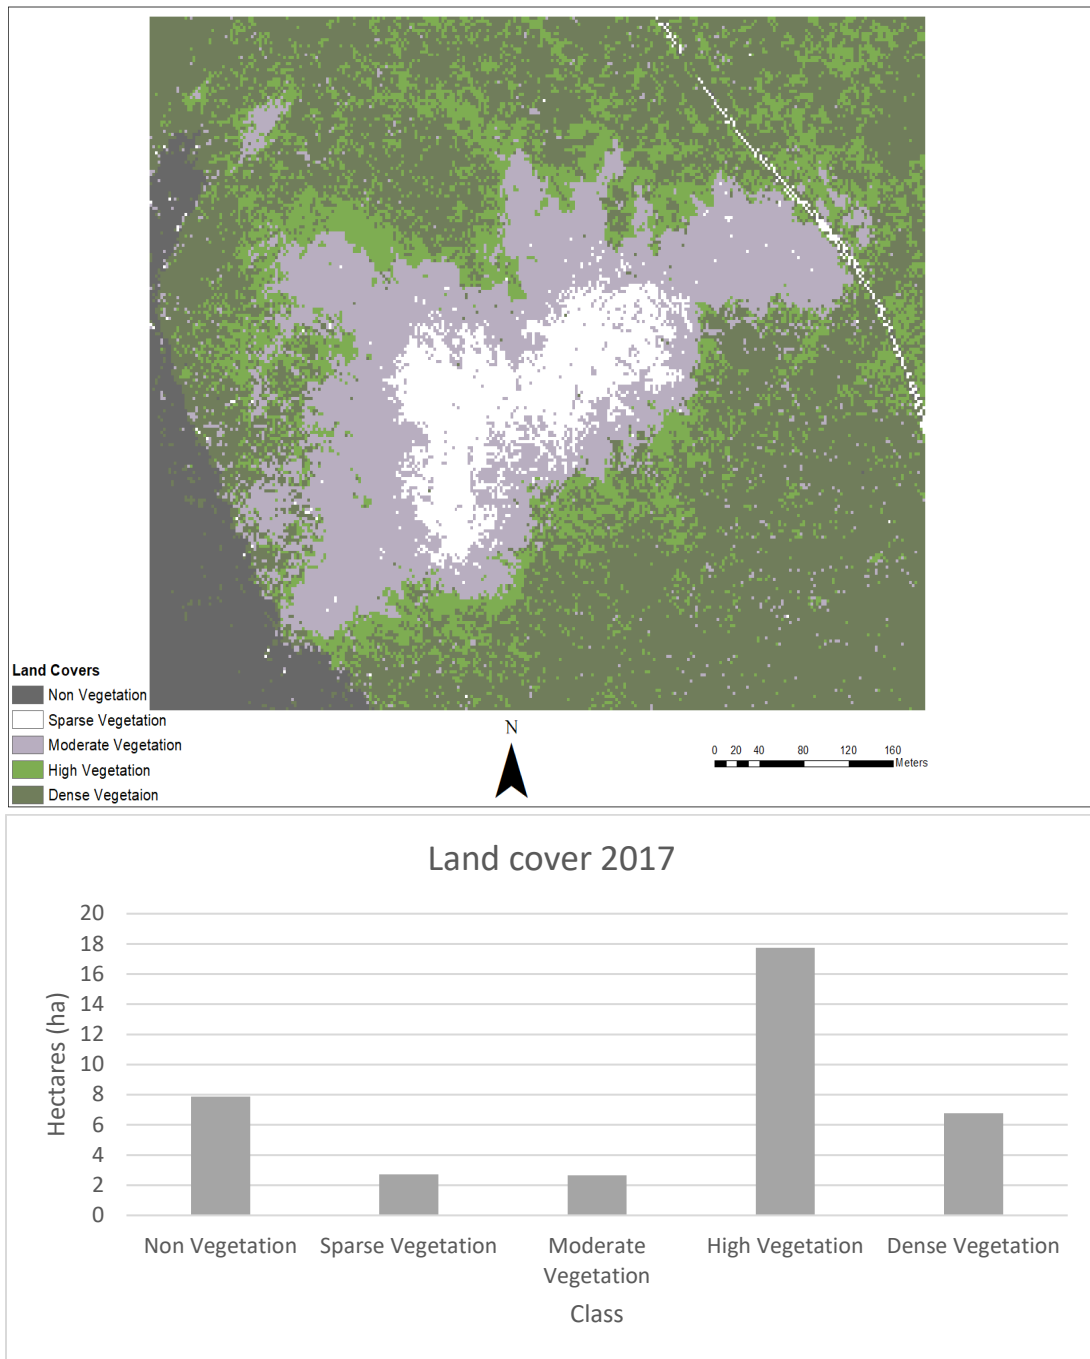 Land Covers
Non Vegetation
Sparse Vegetation
Moderate Vegetation
High Vegetation
Dense Vegetaion
N
0 20 40 80 120 160
Meters
Land cover 2017
Hectares (ha)
20
18
16
14
12
10
8
6
4
2
0
Non Vegetation Sparse Vegetation Moderate Vegetation High Vegetation Dense Vegetation
Class